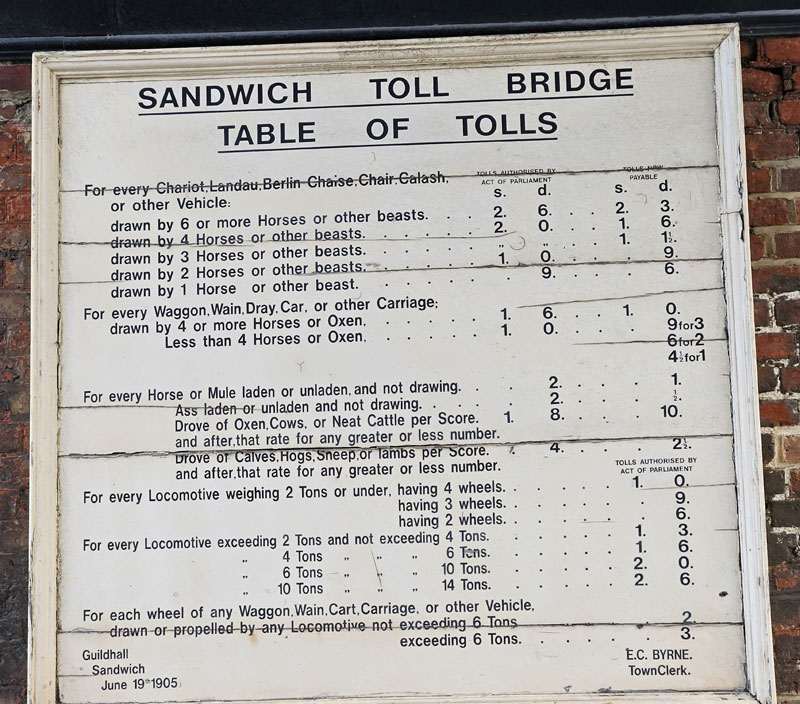 SANDWICH TOLL BRIDGE
TABLE OF TOLLS
TOLLS AUTHORISED BY ACT OF PARLIAMENT
TOLLS NOW PAYABLE
For every Chariot, Landau, Berlin Chaise, Chair, Calash, s. d. s. d.
or other Vehicle:
drawn by 6 or more Horses or other beasts. . . . 2. 6. . . . 2. 3.
drawn by 4 Horses or other beasts. . . . . . . 2. 0. . . . 1. 6.
drawn by 3 Horses or other beasts. . . . . . . „ „ . . . 1. 1½.
drawn by 2 Horses or other beasts. . . . . . . 1. 0. . . . . 9.
drawn by 1 Horse or other beast. . . . . . . . 9. . . . . 6.
For every Waggon, Wain, Dray, Car, or other Carriage;
drawn by 4 or more Horses or Oxen. . . . . . 1. 6. . . . 1. 0.
Less than 4 Horses or Oxen. . . . . . 1. 0. . . . 9 for 3
6 for 2
4½ for 1
For every Horse or Mule laden or unladen, and not drawing. . . 2. . . . . 1.
Ass laden or unladen and not drawing. . . . . 2. . . . . ½.
Drove of Oxen, Cows, or Neat Cattle per Score. 1. 8. . . . . 10.
and after, that rate for any greater or less number.
Drove of Calves, Hogs, Sheep, or lambs per Score. . 4. . . . . 2½.
and after, that rate for any greater or less number.
TOLLS AUTHORISED BY
ACT OF PARLIAMENT
For every Locomotive weighing 2 Tons or under, having 4 wheels. . . . . . 1. 0.
having 3 wheels. . . . . . . 9.
having 2 wheels. . . . . . . 6.
For every Locomotive exceeding 2 Tons and not exceeding 4 Tons. . . . . . 1. 3.
„ 4 Tons „ „ „ 6 Tons. . . . . . 1. 6.
„ 6 Tons „ „ „ 10 Tons. . . . . . 2. 0.
„ 10 Tons „ „ „ 14 Tons. . . . . . 2. 6.
For each wheel of any Waggon, Wain, Cart, Carriage, or other Vehicle,
drawn or propelled by any Locomotive not exceeding 6 Tons . . . . . . 2.
exceeding 6 Tons. . . . . . . 3.
Guildhall
Sandwich
June 19th 1905
E.C. BYRNE.
Town Clerk.